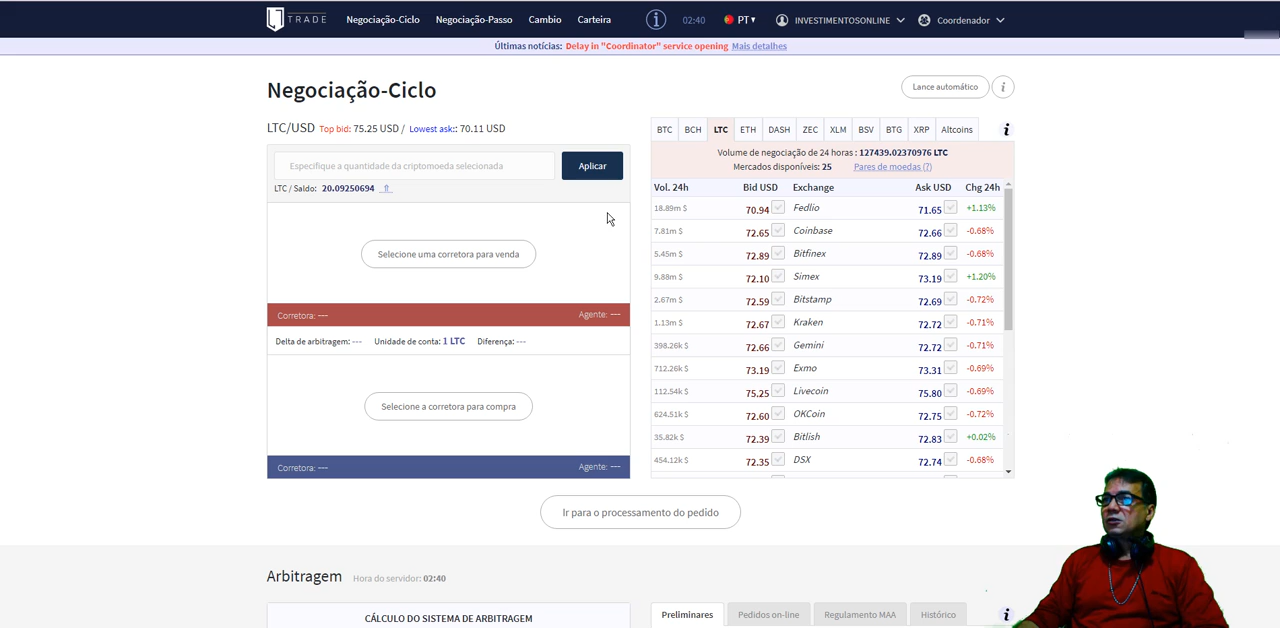 TRADE Negociação-Ciclo Negociação-Passo Cambio Carteira 02:40 PT INVESTIMENTOSONLINE Coordenador
Últimas notícias: Delay in "Coordinator" service opening Mais detalhes
Negociação-Ciclo
Lance automático i
LTC/USD Top bid: 75.25 USD / Lowest ask:: 70.11 USD
Especifique a quantidade da criptomoeda selecionada Aplicar
LTC / Saldo: 20.09250694
Selecione uma corretora para venda
Corretora: --- Agente: ---
Delta de arbitragem: --- Unidade de conta: 1 LTC Diferença: ---
Selecione a corretora para compra
Corretora: --- Agente: ---
BTC BCH LTC ETH DASH ZEC XLM BSV BTG XRP Altcoins i
Volume de negociação de 24 horas : 127439.02370976 LTC
Mercados disponíveis: 25 Pares de moedas (?)
Vol. 24h Bid USD Exchange Ask USD Chg 24h
18.89m $ 70.94 Fedlio 71.65 +1.13%
7.81m $ 72.65 Coinbase 72.66 -0.68%
5.45m $ 72.89 Bitfinex 72.89 -0.68%
9.88m $ 72.10 Simex 73.19 +1.20%
2.67m $ 72.59 Bitstamp 72.69 -0.72%
1.13m $ 72.67 Kraken 72.72 -0.71%
398.26k $ 72.66 Gemini 72.72 -0.71%
712.26k $ 73.19 Exmo 73.31 -0.69%
112.54k $ 75.25 Livecoin 75.80 -0.69%
624.51k $ 72.60 OKCoin 72.75 -0.72%
35.82k $ 72.39 Bitlish 72.83 +0.02%
454.12k $ 72.35 DSX 72.74 -0.68%
Ir para o processamento do pedido
Arbitragem Hora do servidor: 02:40
CÁLCULO DO SISTEMA DE ARBITRAGEM
Preliminares Pedidos on-line Regulamento MAA Histórico i